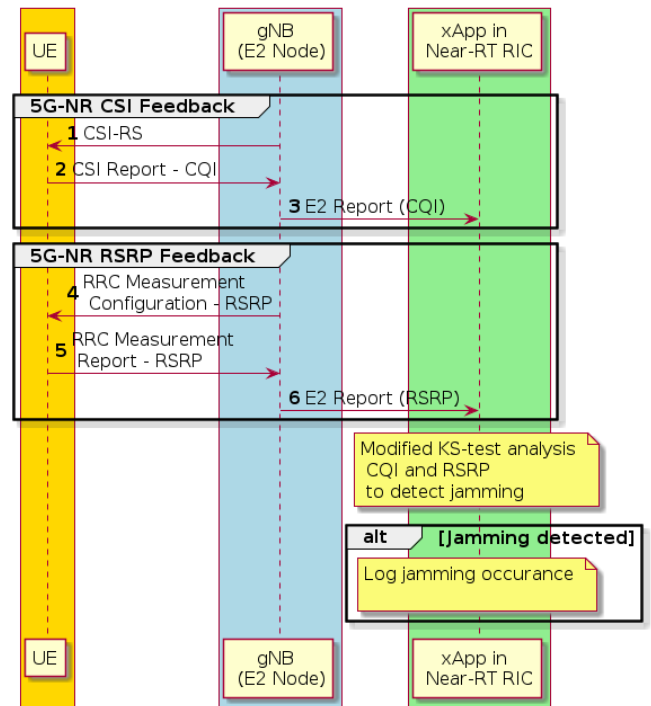 UE
gNB
(E2 Node)
xApp in
Near-RT RIC
5G-NR CSI Feedback
1 CSI-RS
2 CSI Report - CQI
3 E2 Report (CQI)
5G-NR RSRP Feedback
4 RRC Measurement
Configuration - RSRP
5 RRC Measurement
Report - RSRP
6 E2 Report (RSRP)
Modified KS-test analysis
CQI and RSRP
to detect jamming
alt [Jamming detected]
Log jamming occurance
UE
gNB
(E2 Node)
xApp in
Near-RT RIC